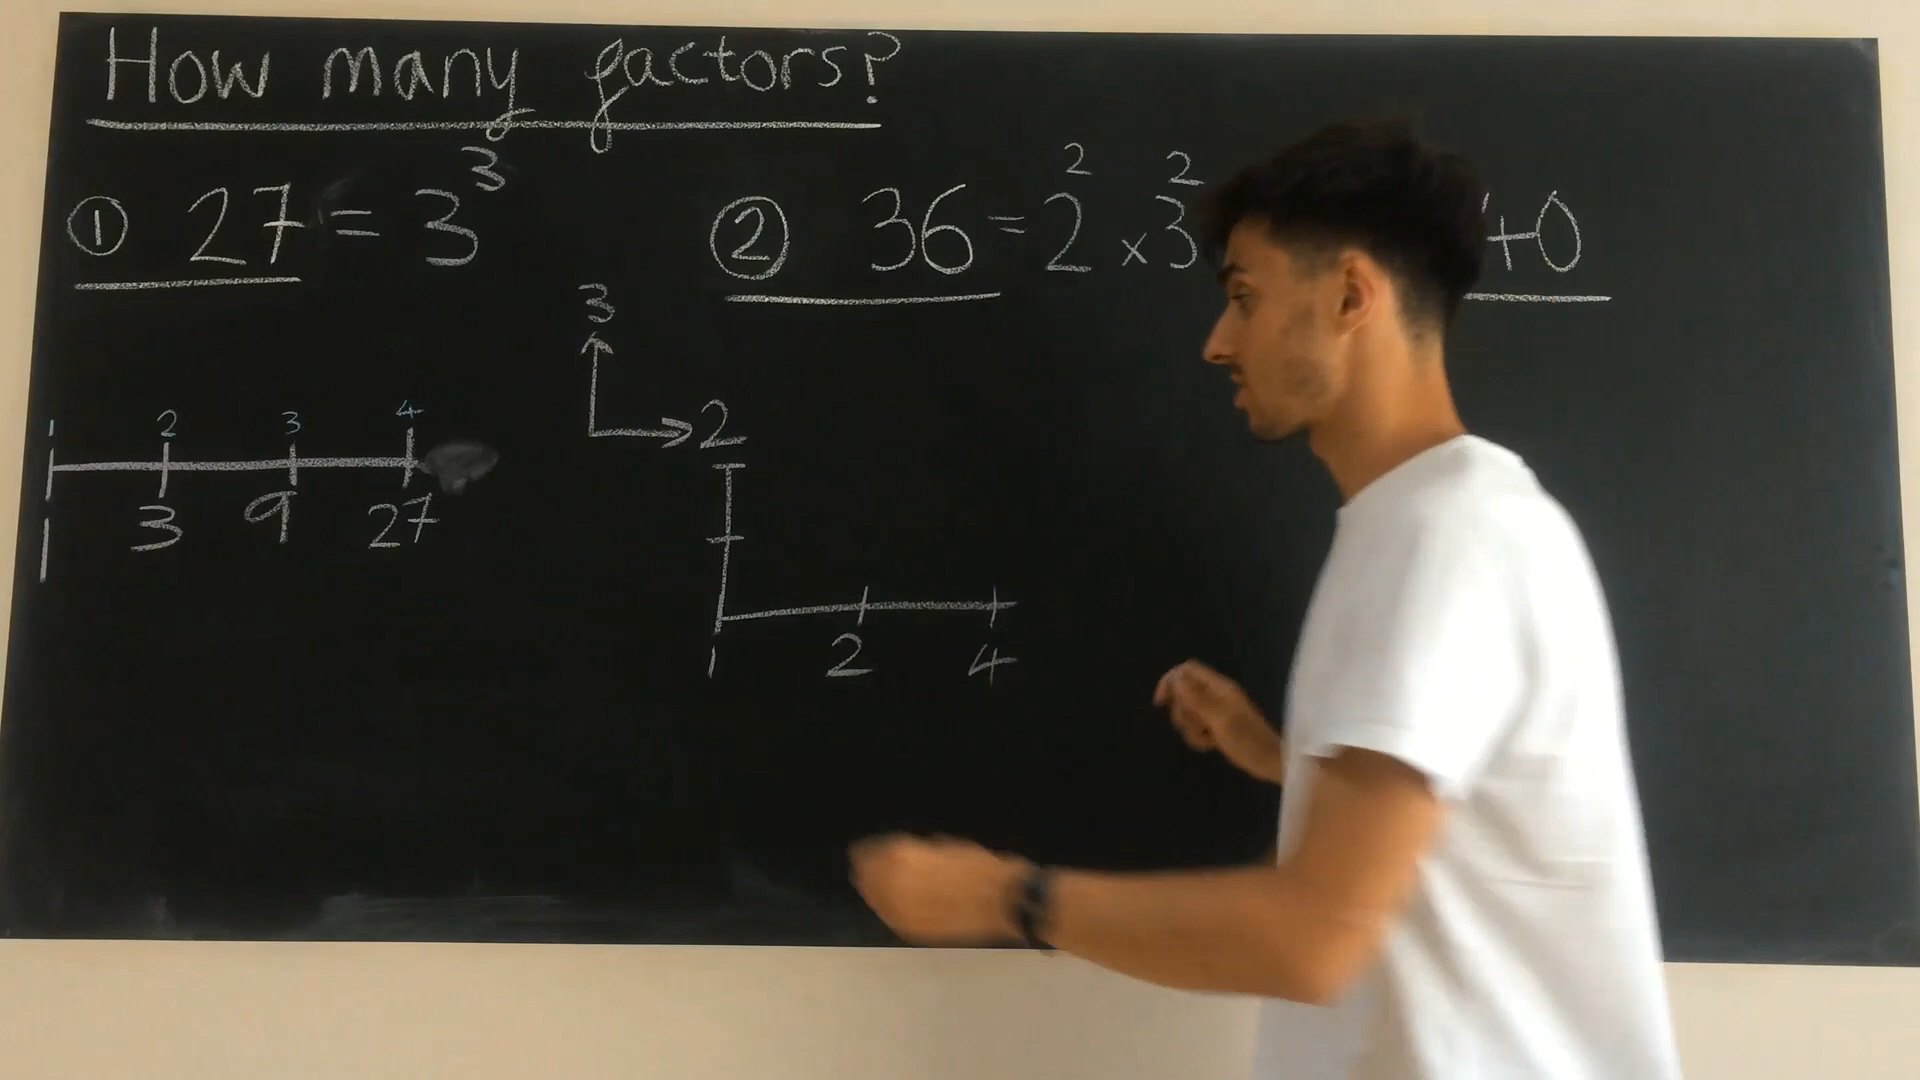 How many factors?
① 27 = 3³
② 36 = 2² × 3²
+0
3
2
1 2 3 4
1 3 9 27
1 2 4